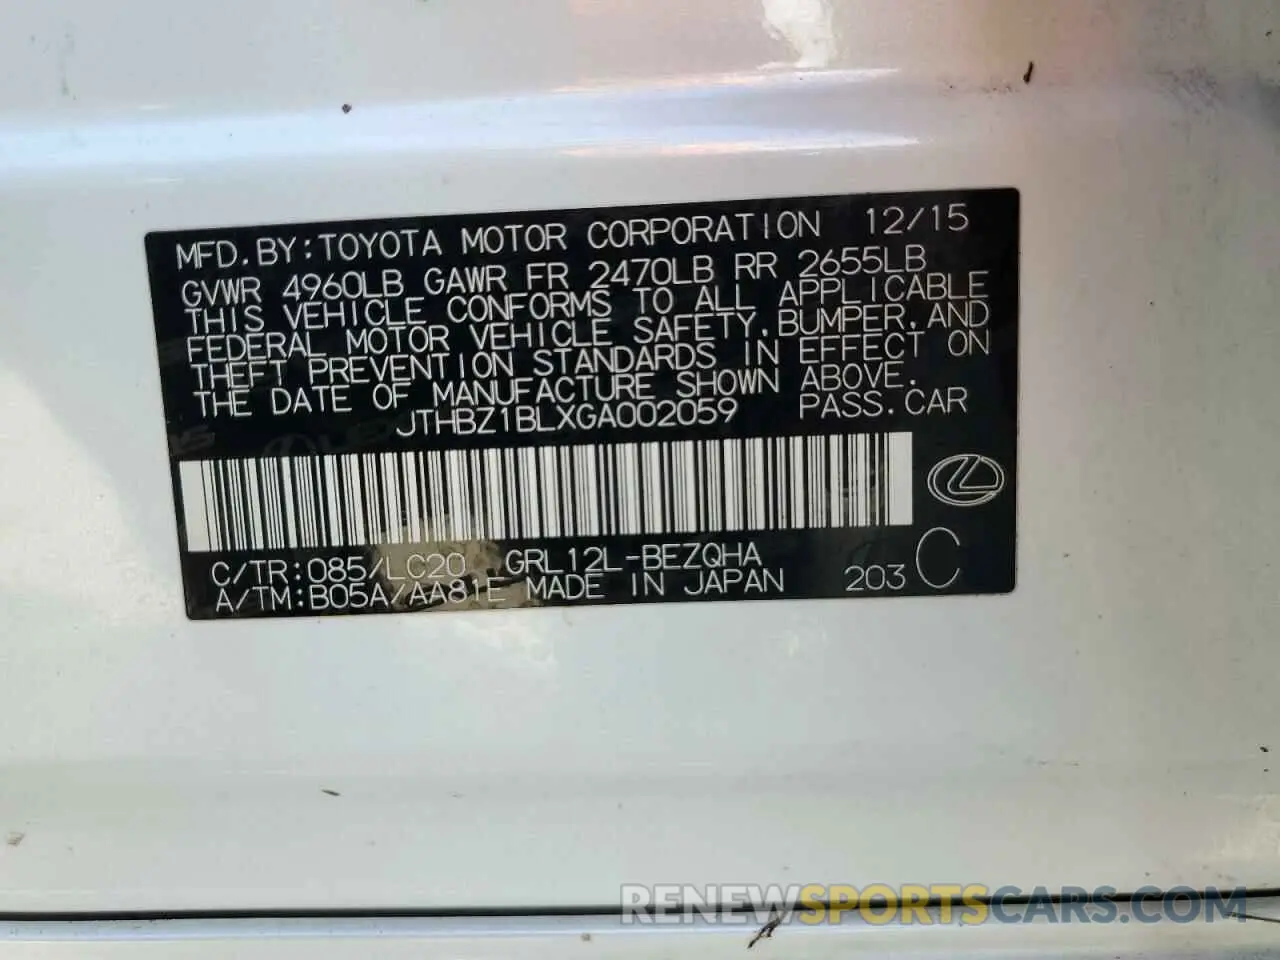 MFD. BY: TOYOTA MOTOR CORPORATION 12/15
GVWR 4960LB GAWR FR 2470LB RR 2655LB
THIS VEHICLE CONFORMS TO ALL APPLICABLE
FEDERAL MOTOR VEHICLE SAFETY, BUMPER, AND
THEFT PREVENTION STANDARDS IN EFFECT ON
THE DATE OF MANUFACTURE SHOWN ABOVE.
JTHBZ1BLXGA002059 PASS. CAR
C/TR: 085/LC20 GRL12L-BEZQHA
A/TM: B05A/AA81E MADE IN JAPAN 203 C
RENEWSPORTSCARS.COM